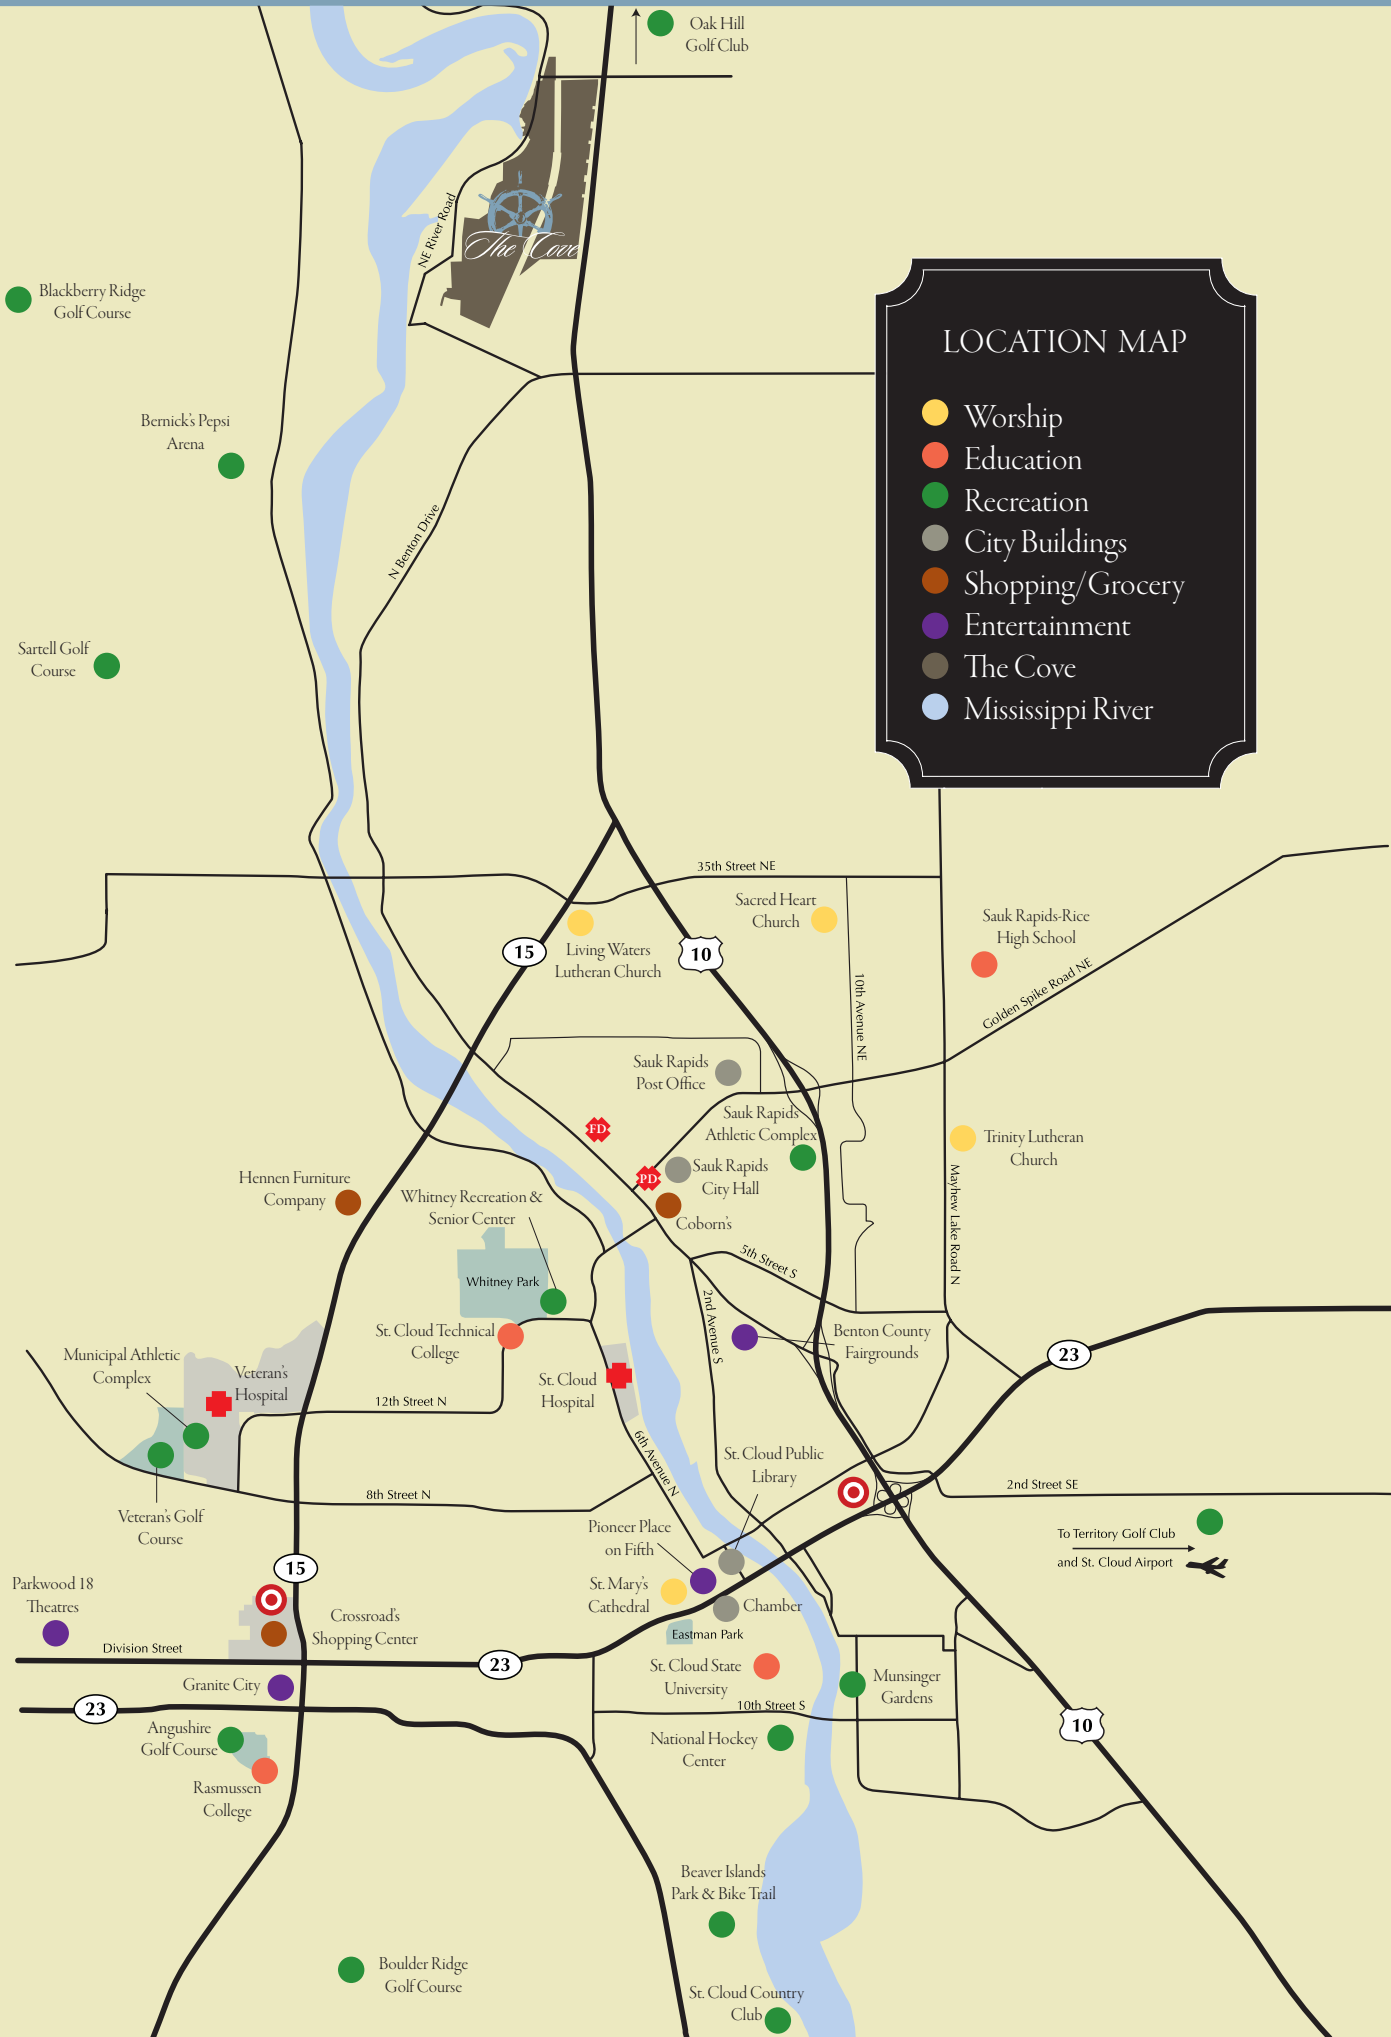 Oak Hill
Golf Club
NE River Road
The Cove
Blackberry Ridge
Golf Course
LOCATION MAP
Worship
Education
Recreation
City Buildings
Shopping/Grocery
Entertainment
The Cove
Mississippi River
Bernick's Pepsi
Arena
N Benton Drive
Sartell Golf
Course
35th Street NE
Sacred Heart
Church
Sauk Rapids-Rice
High School
15
Living Waters
Lutheran Church
10
10th Avenue NE
Golden Spike Road NE
Sauk Rapids
Post Office
FD
Sauk Rapids
Athletic Complex
Trinity Lutheran
Church
PD
Sauk Rapids
City Hall
Hennen Furniture
Company
Whitney Recreation &
Senior Center
Coborn's
Mayhew Lake Road N
5th Street S
Whitney Park
2nd Avenue S
St. Cloud Technical
College
Benton County
Fairgrounds
23
Municipal Athletic
Complex
Veteran's
Hospital
St. Cloud
Hospital
12th Street N
6th Avenue N
St. Cloud Public
Library
8th Street N
2nd Street SE
Veteran's Golf
Course
Pioneer Place
on Fifth
To Territory Golf Club
and St. Cloud Airport
15
Parkwood 18
Theatres
St. Mary's
Cathedral
Chamber
Crossroad's
Shopping Center
Division Street
Eastman Park
23
St. Cloud State
University
Munsinger
Gardens
Granite City
10th Street S
23
10
Angushire
Golf Course
National Hockey
Center
Rasmussen
College
Beaver Islands
Park & Bike Trail
Boulder Ridge
Golf Course
St. Cloud Country
Club